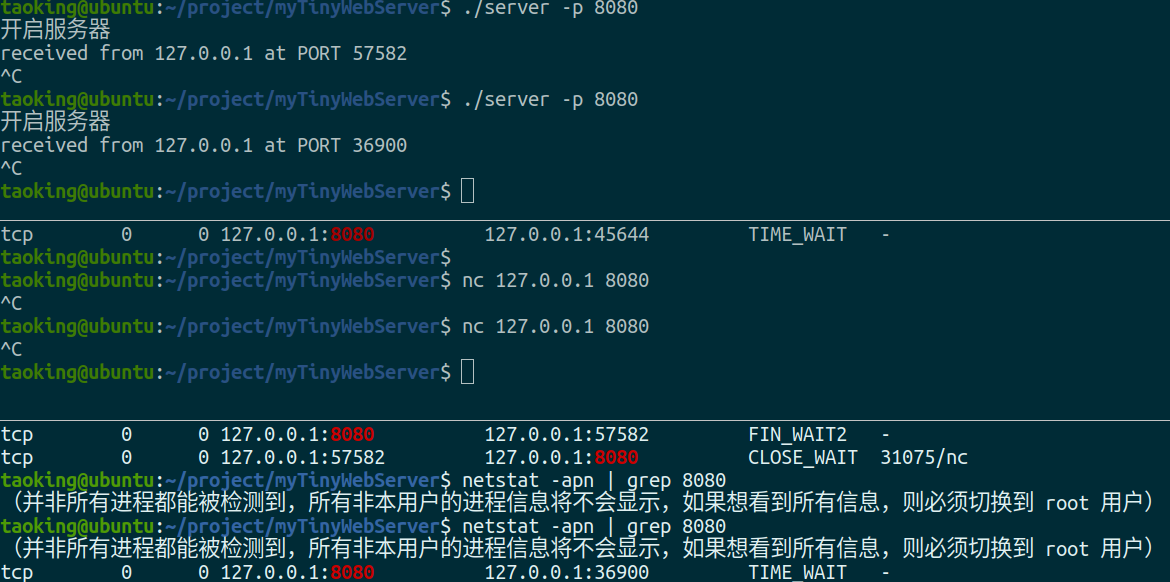 taoking@ubuntu:~/project/myTinyWebServer$ ./server -p 8080
开启服务器
received from 127.0.0.1 at PORT 57582
^C
taoking@ubuntu:~/project/myTinyWebServer$ ./server -p 8080
开启服务器
received from 127.0.0.1 at PORT 36900
^C
taoking@ubuntu:~/project/myTinyWebServer$
tcp        0      0 127.0.0.1:8080          127.0.0.1:45644         TIME_WAIT   -
taoking@ubuntu:~/project/myTinyWebServer$
taoking@ubuntu:~/project/myTinyWebServer$ nc 127.0.0.1 8080
^C
taoking@ubuntu:~/project/myTinyWebServer$ nc 127.0.0.1 8080
^C
taoking@ubuntu:~/project/myTinyWebServer$
tcp        0      0 127.0.0.1:8080          127.0.0.1:57582         FIN_WAIT2   -
tcp        0      0 127.0.0.1:57582         127.0.0.1:8080          CLOSE_WAIT  31075/nc
taoking@ubuntu:~/project/myTinyWebServer$ netstat -apn | grep 8080
（并非所有进程都能被检测到，所有非本用户的进程信息将不会显示，如果想看到所有信息，则必须切换到 root 用户）
taoking@ubuntu:~/project/myTinyWebServer$ netstat -apn | grep 8080
（并非所有进程都能被检测到，所有非本用户的进程信息将不会显示，如果想看到所有信息，则必须切换到 root 用户）
tcp        0      0 127.0.0.1:8080          127.0.0.1:36900         TIME_WAIT   -